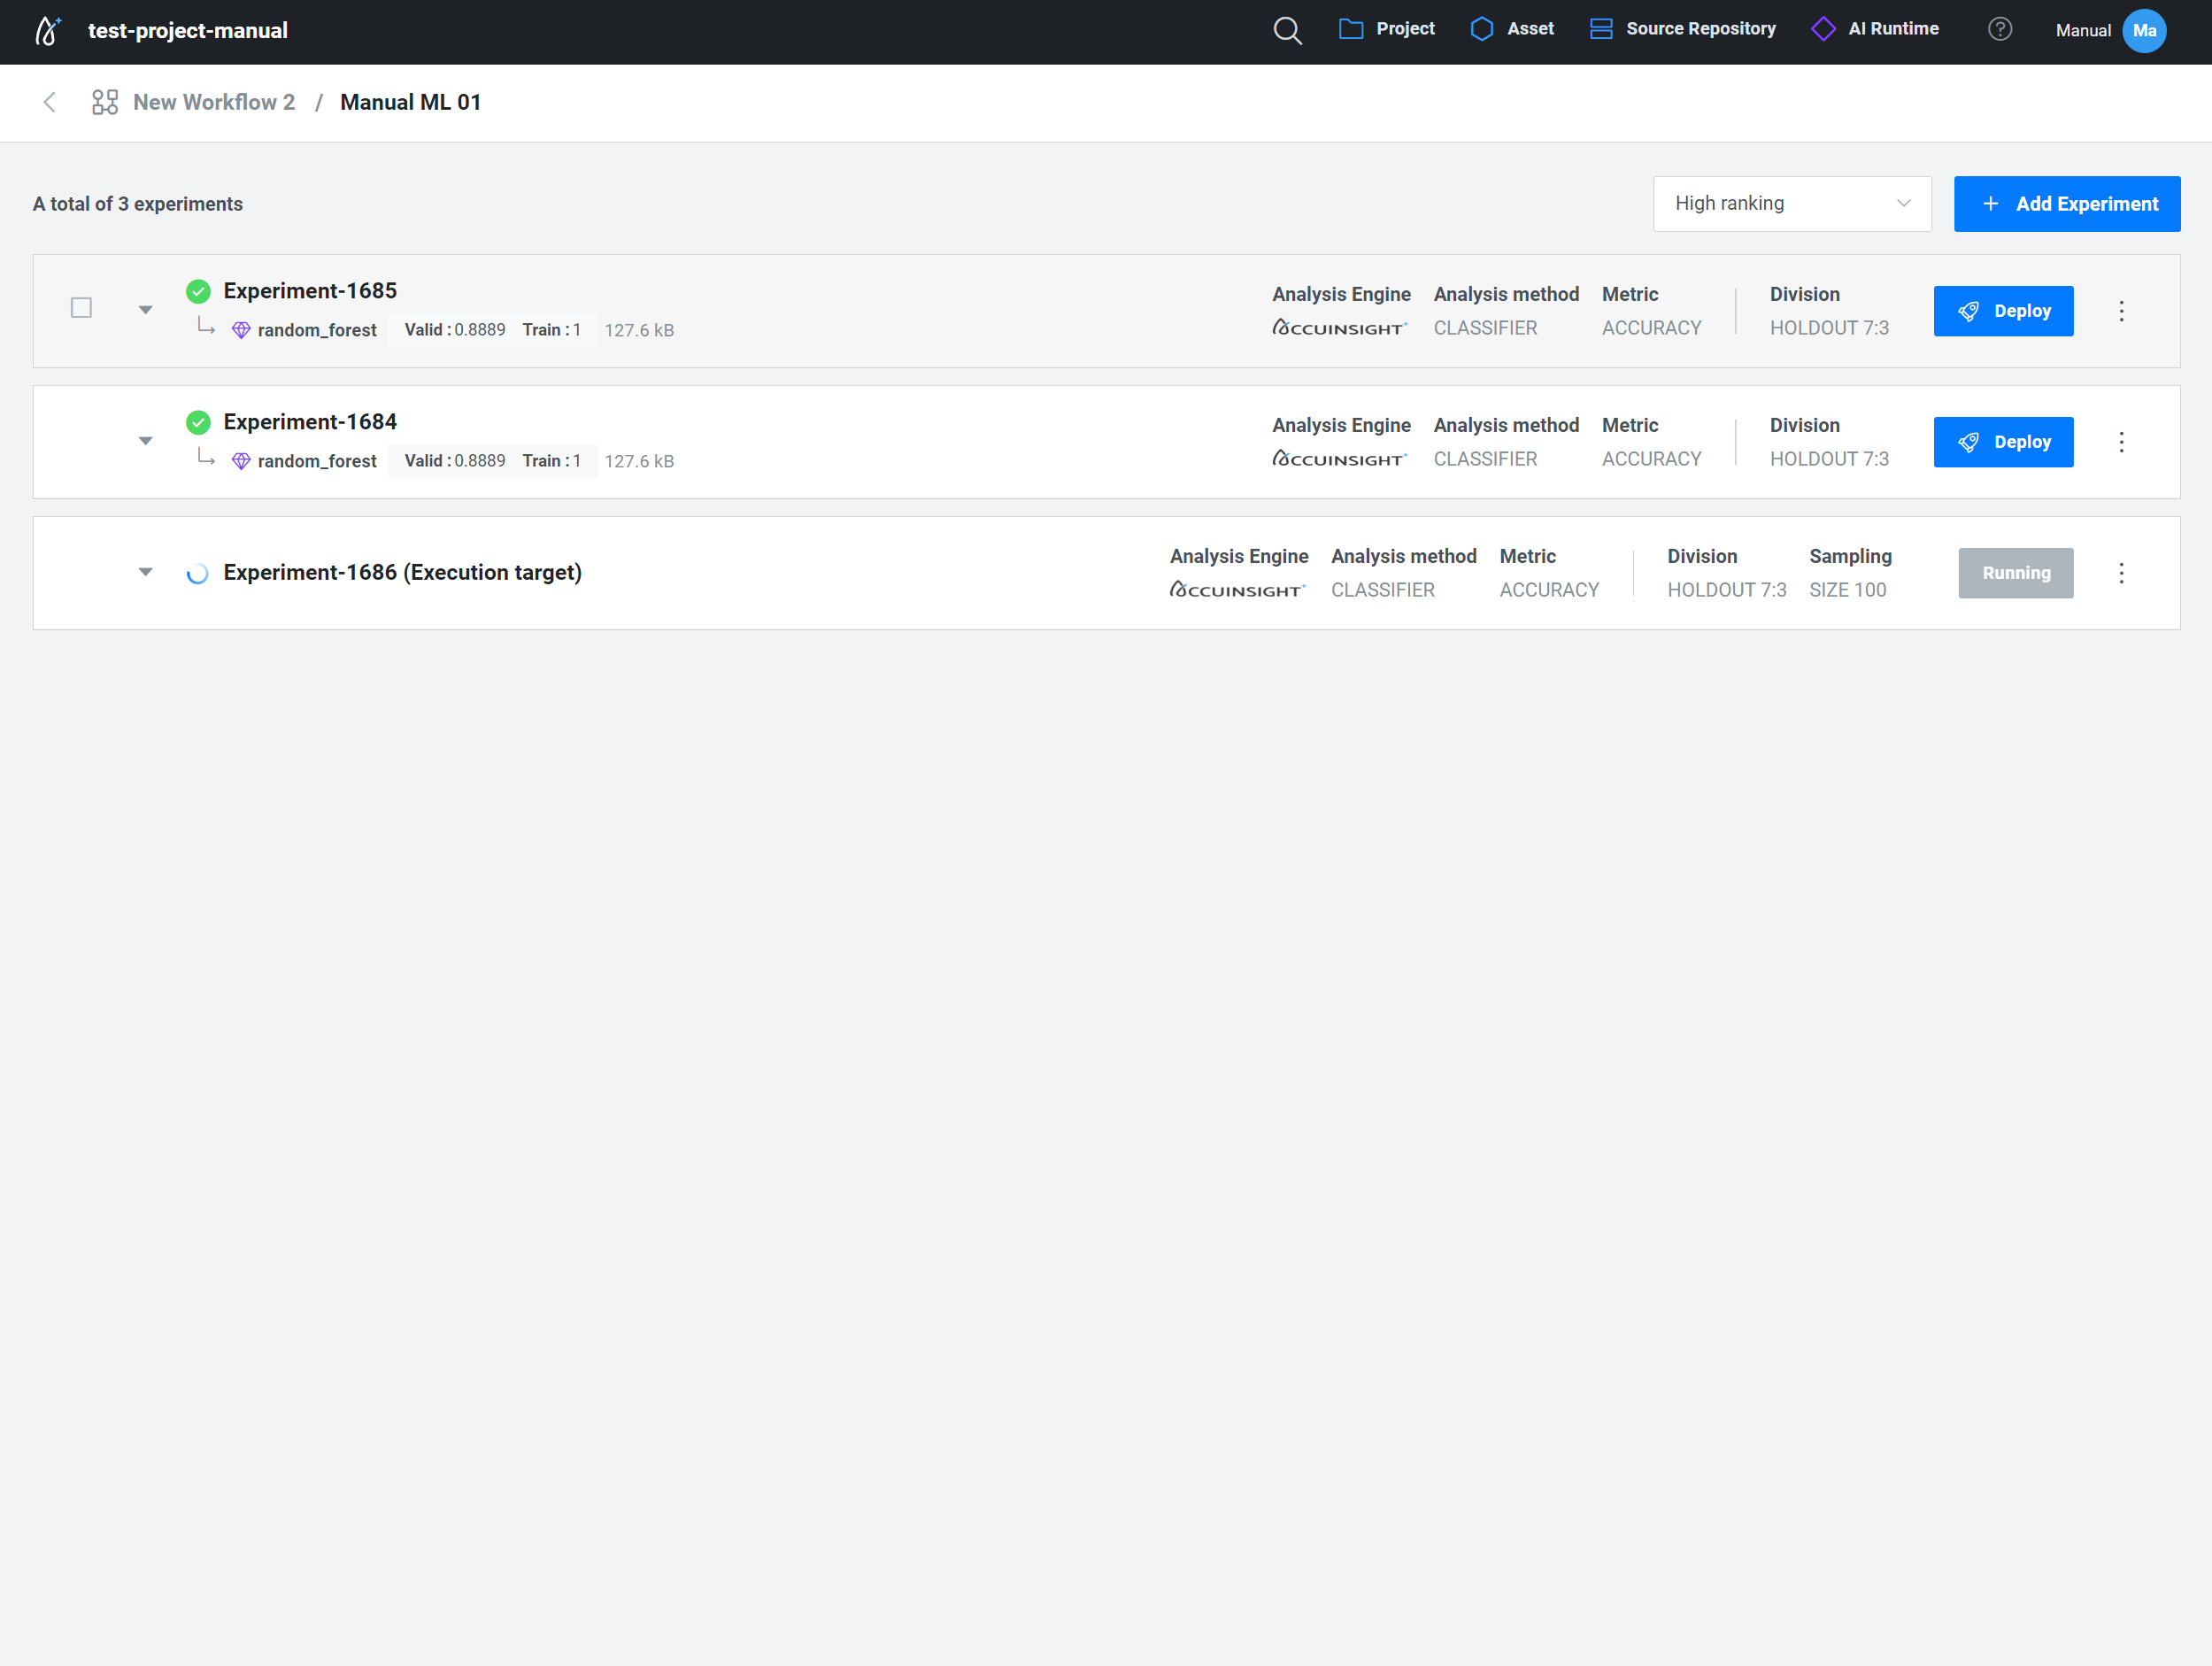 test-project-manual
Project
Asset
Source Repository
AI Runtime
?
Manual
Ma
New Workflow 2 / Manual ML 01
A total of 3 experiments
High ranking
+ Add Experiment
Experiment-1685
random_forest Valid : 0.8889 Train : 1 127.6 kB
Analysis Engine Analysis method Metric Division
ACCUINSIGHT+ CLASSIFIER ACCURACY HOLDOUT 7:3
Deploy
Experiment-1684
random_forest Valid : 0.8889 Train : 1 127.6 kB
Analysis Engine Analysis method Metric Division
ACCUINSIGHT+ CLASSIFIER ACCURACY HOLDOUT 7:3
Deploy
Experiment-1686 (Execution target)
Analysis Engine Analysis method Metric Division Sampling
ACCUINSIGHT+ CLASSIFIER ACCURACY HOLDOUT 7:3 SIZE 100
Running